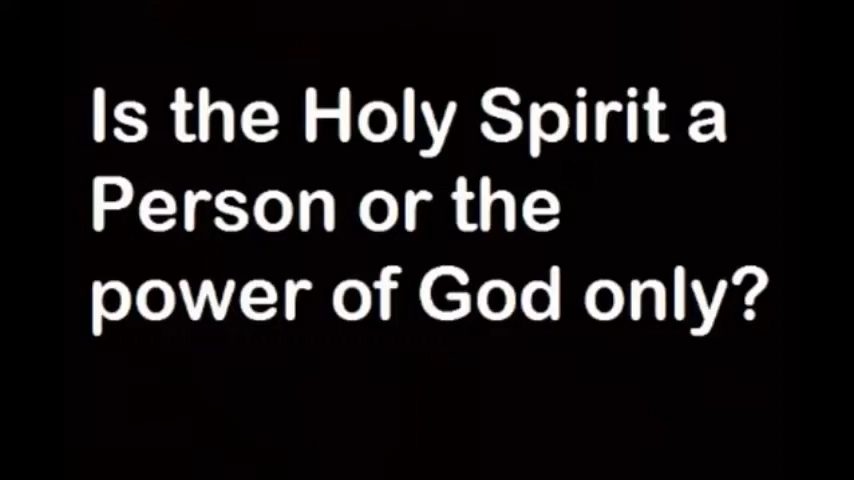 Is the Holy Spirit a
Person or the
power of God only?